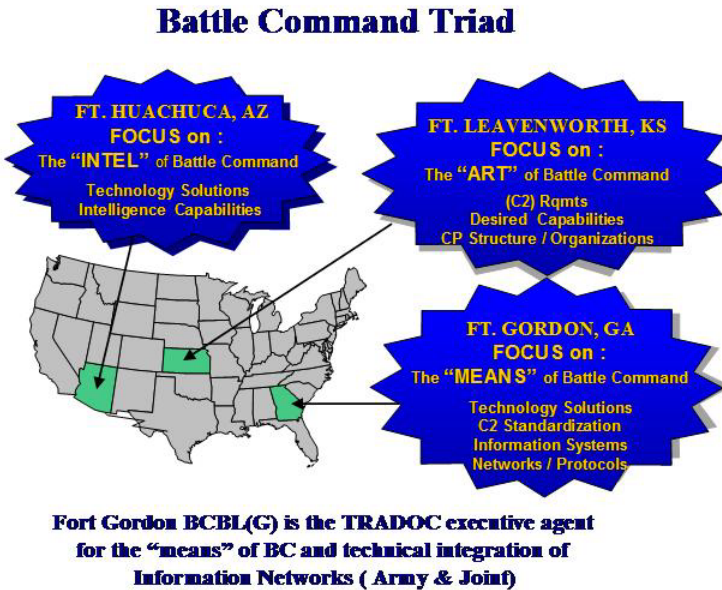 Battle Command Triad
FT. HUACHUCA, AZ
FOCUS on :
The “INTEL” of Battle Command
Technology Solutions
Intelligence Capabilities
FT. LEAVENWORTH, KS
FOCUS on :
The “ART” of Battle Command
(C2) Rqmts
Desired Capabilities
CP Structure / Organizations
FT. GORDON, GA
FOCUS on :
The “MEANS” of Battle Command
Technology Solutions
C2 Standardization
Information Systems
Networks / Protocols
Fort Gordon BCBL(G) is the TRADOC executive agent
for the “means” of BC and technical integration of
Information Networks ( Army & Joint)